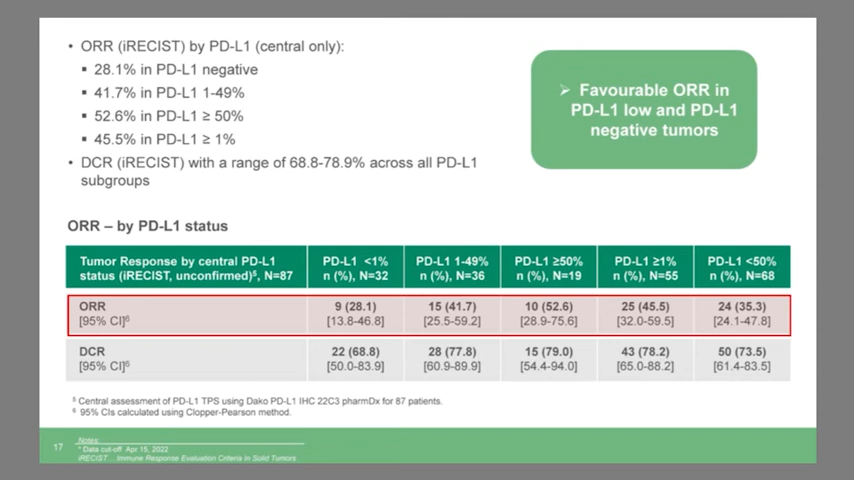 • ORR (iRECIST) by PD-L1 (central only):
▪ 28.1% in PD-L1 negative
▪ 41.7% in PD-L1 1-49%
▪ 52.6% in PD-L1 ≥ 50%
▪ 45.5% in PD-L1 ≥ 1%
• DCR (iRECIST) with a range of 68.8-78.9% across all PD-L1
subgroups
➢ Favourable ORR in
PD-L1 low and PD-L1
negative tumors
ORR – by PD-L1 status
Tumor Response by central PD-L1 status (iRECIST, unconfirmed)⁵, N=87 | PD-L1 <1% n (%), N=32 | PD-L1 1-49% n (%), N=36 | PD-L1 ≥50% n (%), N=19 | PD-L1 ≥1% n (%), N=55 | PD-L1 <50% n (%), N=68
ORR 9 (28.1) 15 (41.7) 10 (52.6) 25 (45.5) 24 (35.3)
[95% CI]⁶ [13.8-46.8] [25.5-59.2] [28.9-75.6] [32.0-59.5] [24.1-47.8]
DCR 22 (68.8) 28 (77.8) 15 (79.0) 43 (78.2) 50 (73.5)
[95% CI]⁶ [50.0-83.9] [60.9-89.9] [54.4-94.0] [65.0-88.2] [61.4-83.5]
⁵ Central assessment of PD-L1 TPS using Dako PD-L1 IHC 22C3 pharmDx for 87 patients.
⁶ 95% CIs calculated using Clopper-Pearson method.
17
Notes:
* Data cut-off Apr 15, 2022
iRECIST... Immune Response Evaluation Criteria in Solid Tumors